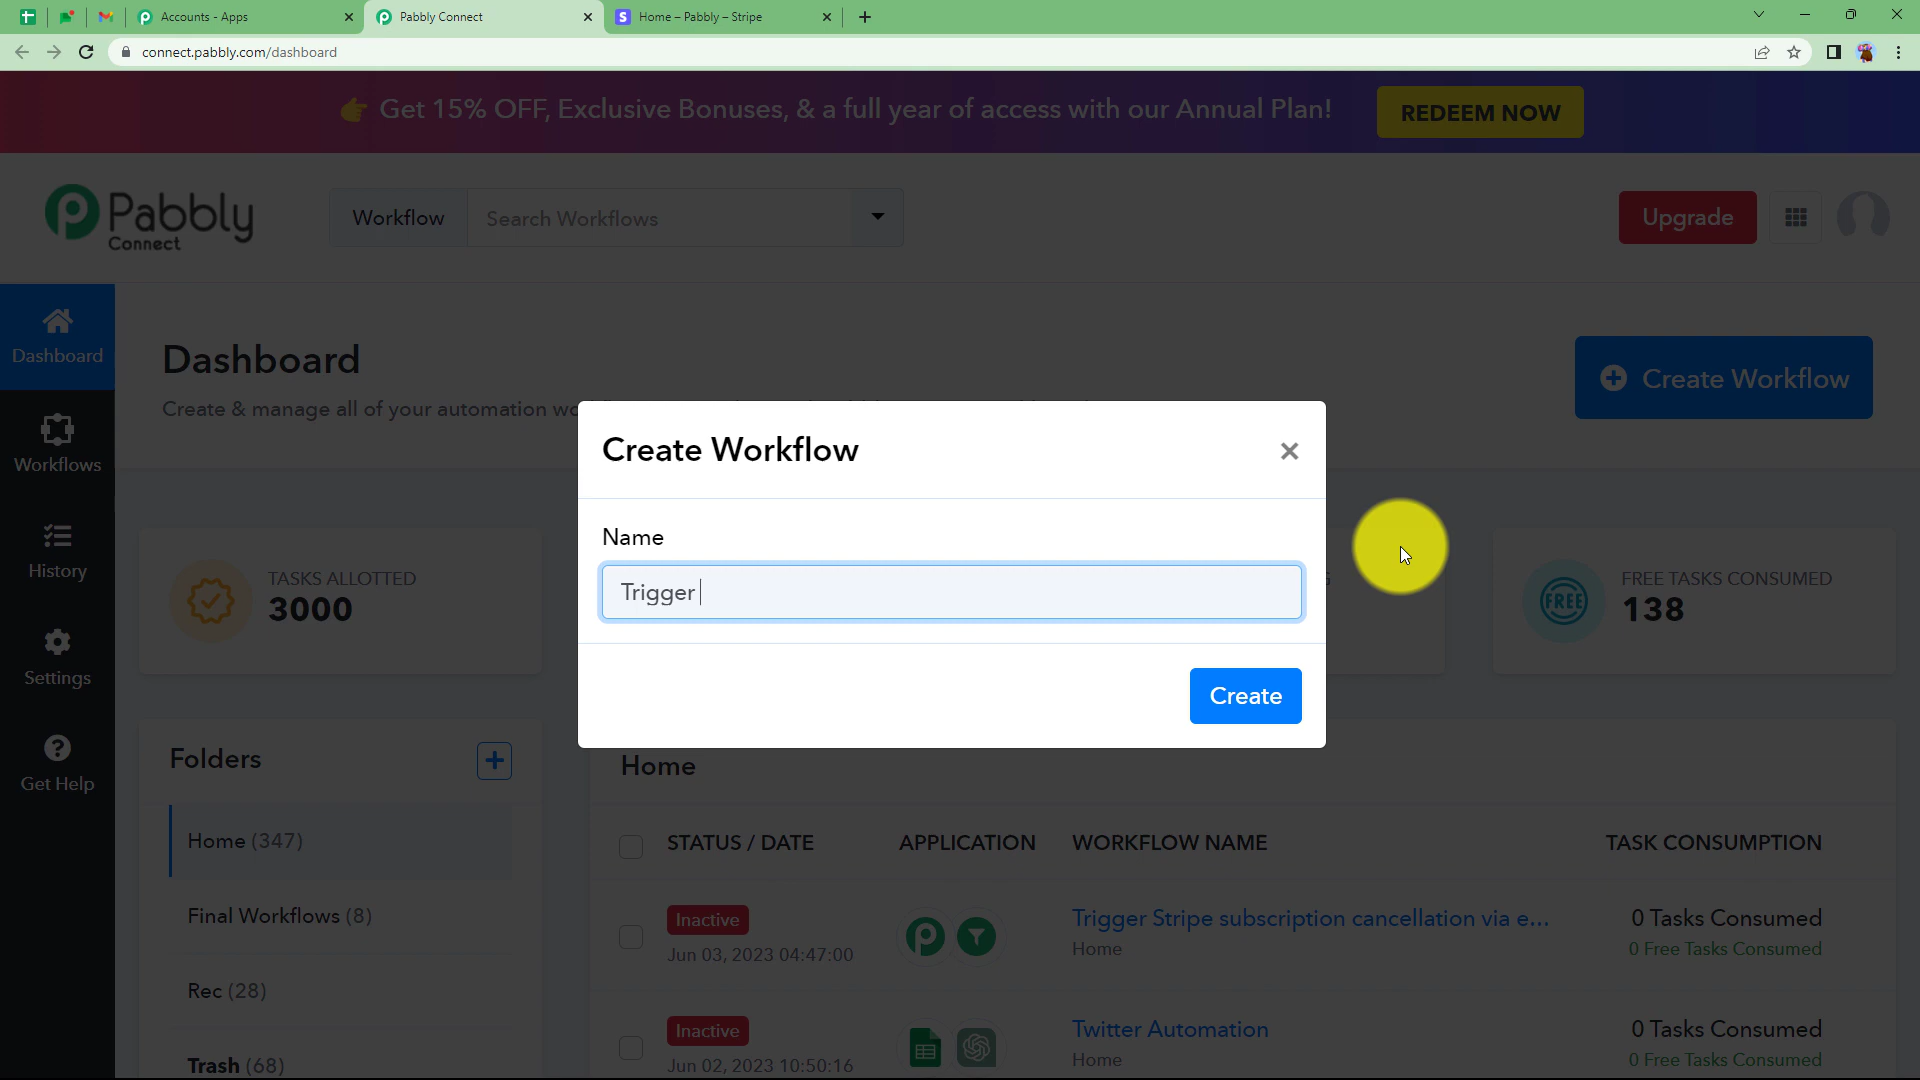 Accounts - Apps
Pabbly Connect
Home – Pabbly – Stripe
connect.pabbly.com/dashboard
Get 15% OFF, Exclusive Bonuses, & a full year of access with our Annual Plan!
REDEEM NOW
Pabbly
Connect
Workflow
Search Workflows
Upgrade
Dashboard
Workflows
History
Settings
Get Help
Dashboard
Create & manage all of your automation
Create Workflow
Create Workflow
Name
Trigger
Create
TASKS ALLOTTED
3000
FREE
FREE TASKS CONSUMED
138
Folders
Home (347)
Final Workflows (8)
Rec (28)
Trash (68)
Home
STATUS / DATE
APPLICATION
WORKFLOW NAME
TASK CONSUMPTION
Inactive
Jun 03, 2023 04:47:00
Trigger Stripe subscription cancellation via e...
Home
0 Tasks Consumed
0 Free Tasks Consumed
Inactive
Jun 02, 2023 10:50:16
Twitter Automation
Home
0 Tasks Consumed
0 Free Tasks Consumed